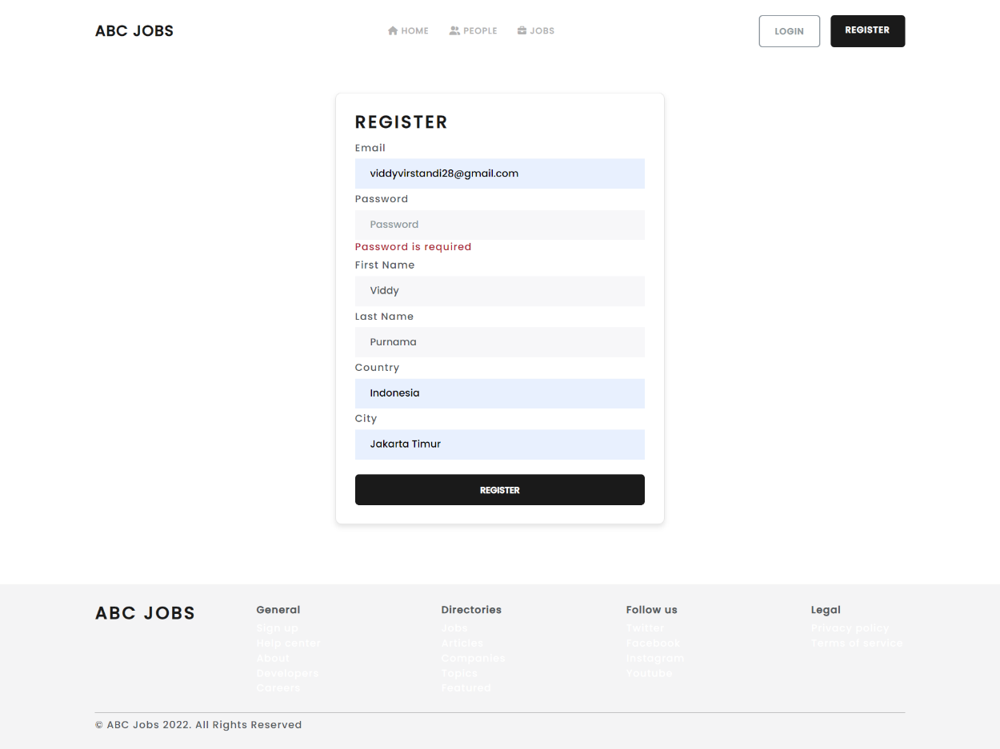 ABC JOBS
HOME PEOPLE JOBS
LOGIN REGISTER
REGISTER
Email
viddyvirstandi28@gmail.com
Password
Password
Password is required
First Name
Viddy
Last Name
Purnama
Country
Indonesia
City
Jakarta Timur
REGISTER
ABC JOBS
General
Sign up
Help center
About
Developers
Careers
Directories
Jobs
Articles
Companies
Topics
Featured
Follow us
Twitter
Facebook
Instagram
Youtube
Legal
Privacy policy
Terms of service
© ABC Jobs 2022. All Rights Reserved